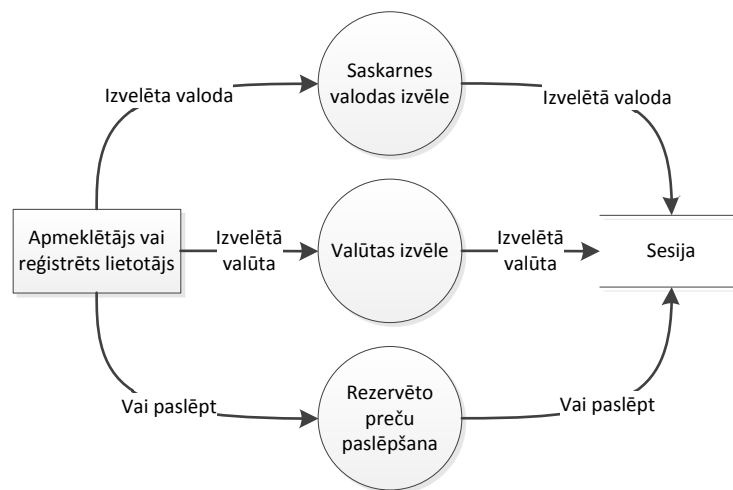 Saskarnes
valodas izvēle
Izvelēta valoda
Izvelētā valoda
Apmeklētājs vai
reģistrēts lietotājs
Izvelētā
valūta
Valūtas izvēle
Izvelētā
valūta
Sesija
Vai paslēpt
Rezervēto
preču
paslēpšana
Vai paslēpt